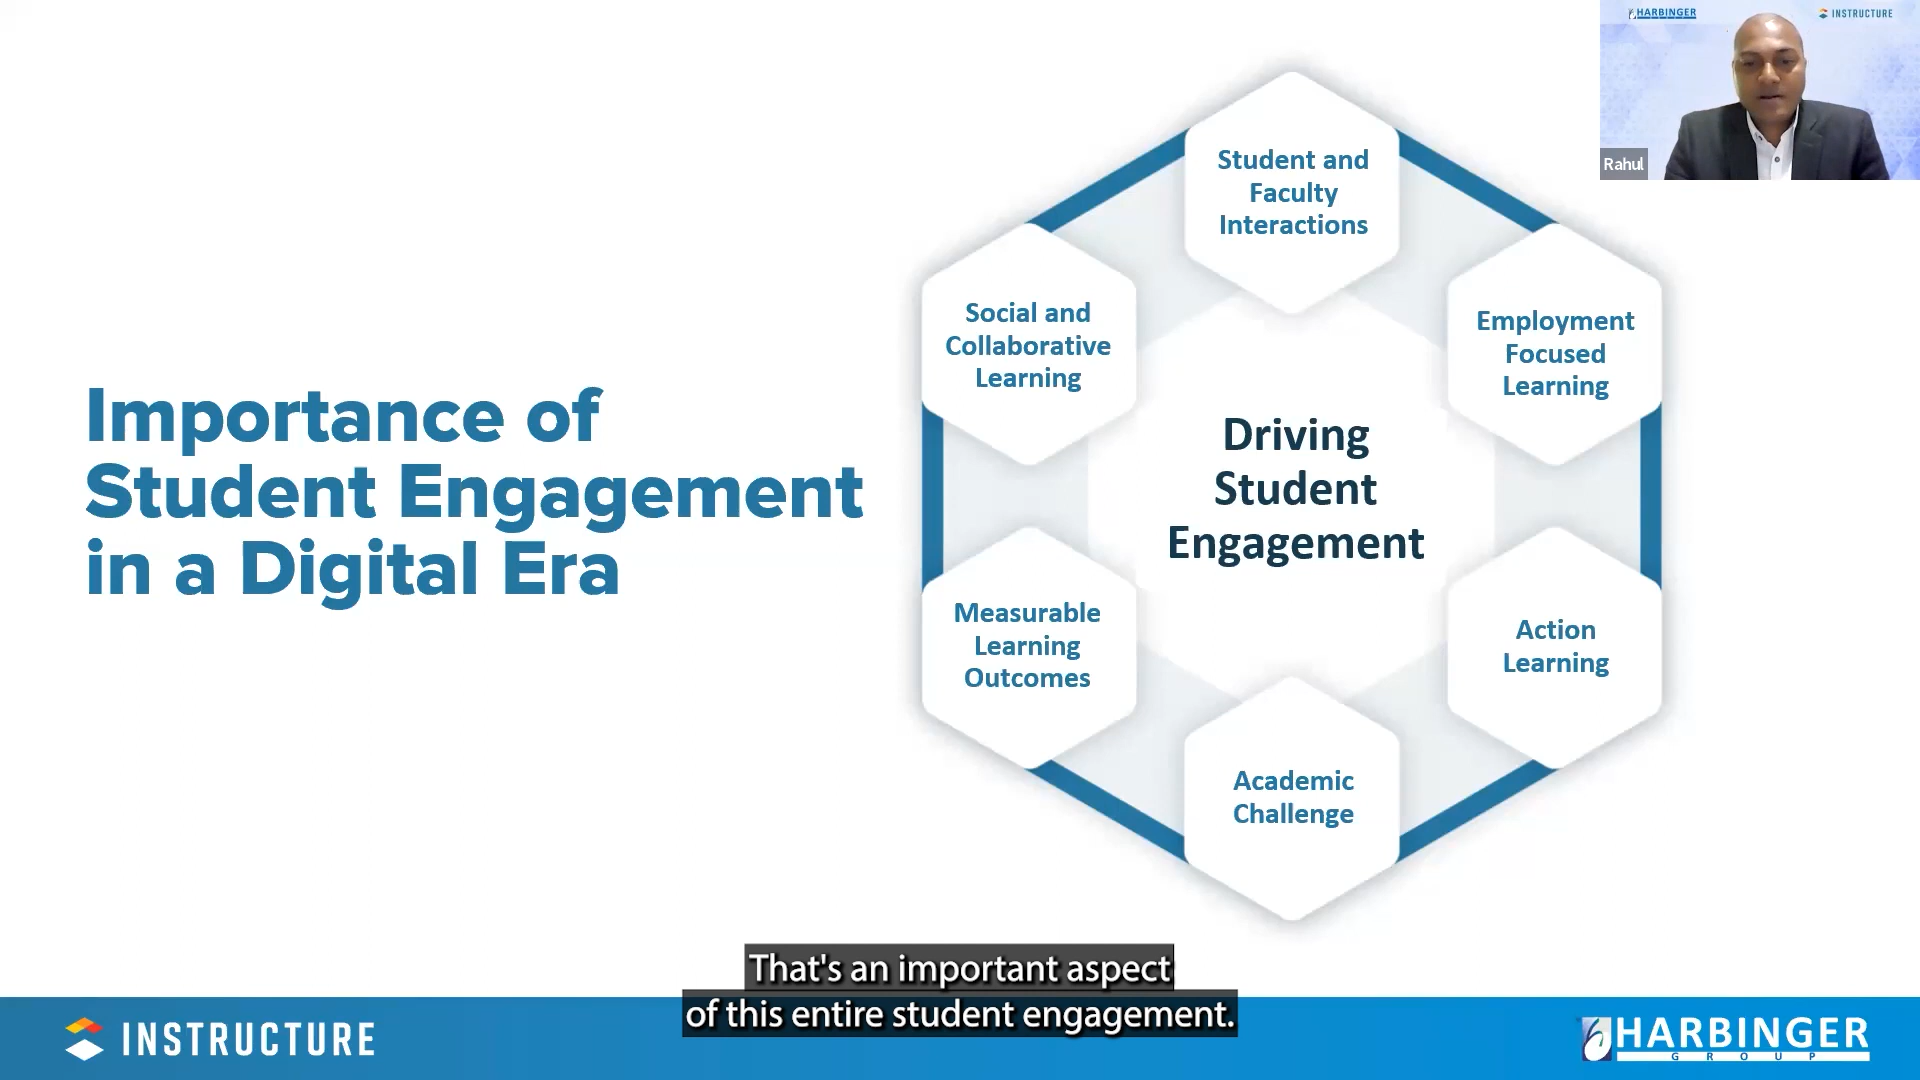 HARBINGER
INSTRUCTURE
Rahul
Importance of
Student Engagement
in a Digital Era
Student and
Faculty
Interactions
Employment
Focused
Learning
Action
Learning
Academic
Challenge
Measurable
Learning
Outcomes
Social and
Collaborative
Learning
Driving
Student
Engagement
That's an important aspect
of this entire student engagement.
INSTRUCTURE
HARBINGER
GROUP